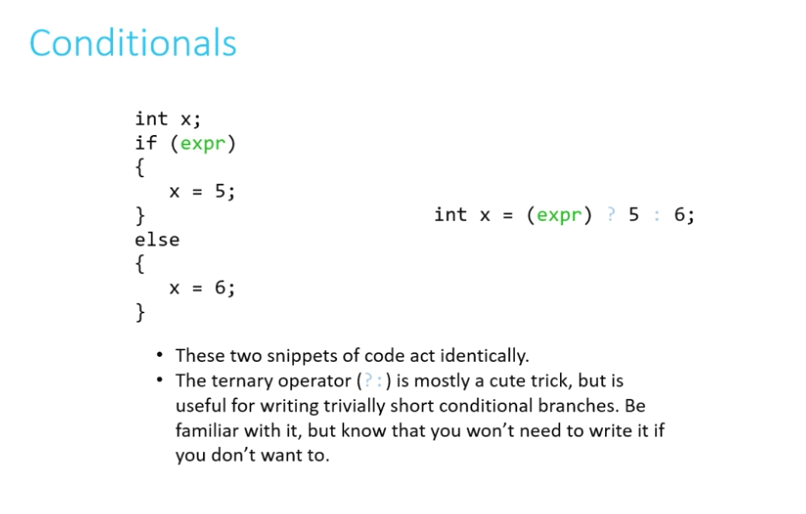 Conditionals
int x;
if (expr)
{
x = 5;
}
else
{
x = 6;
}
int x = (expr) ? 5 : 6;
• These two snippets of code act identically.
• The ternary operator (?:) is mostly a cute trick, but is
useful for writing trivially short conditional branches. Be
familiar with it, but know that you won’t need to write it if
you don’t want to.